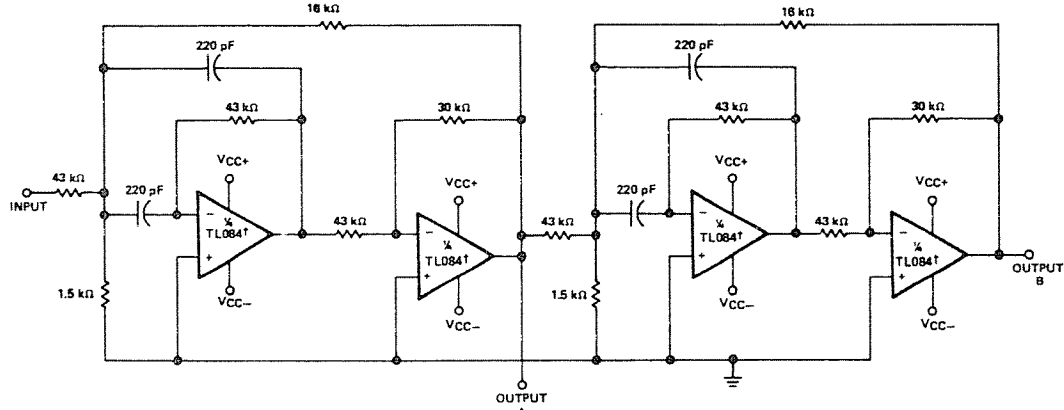 16 kΩ
220 pF
43 kΩ
30 kΩ
VCC+
VCC+
43 kΩ
INPUT
220 pF
−
¼
TL084†
+
43 kΩ
−
¼
TL084†
+
1.5 kΩ
VCC−
VCC−
OUTPUT
16 kΩ
220 pF
43 kΩ
30 kΩ
VCC+
VCC+
43 kΩ
220 pF
−
¼
TL084†
+
43 kΩ
−
¼
TL084†
+
OUTPUT
B
1.5 kΩ
VCC−
VCC−